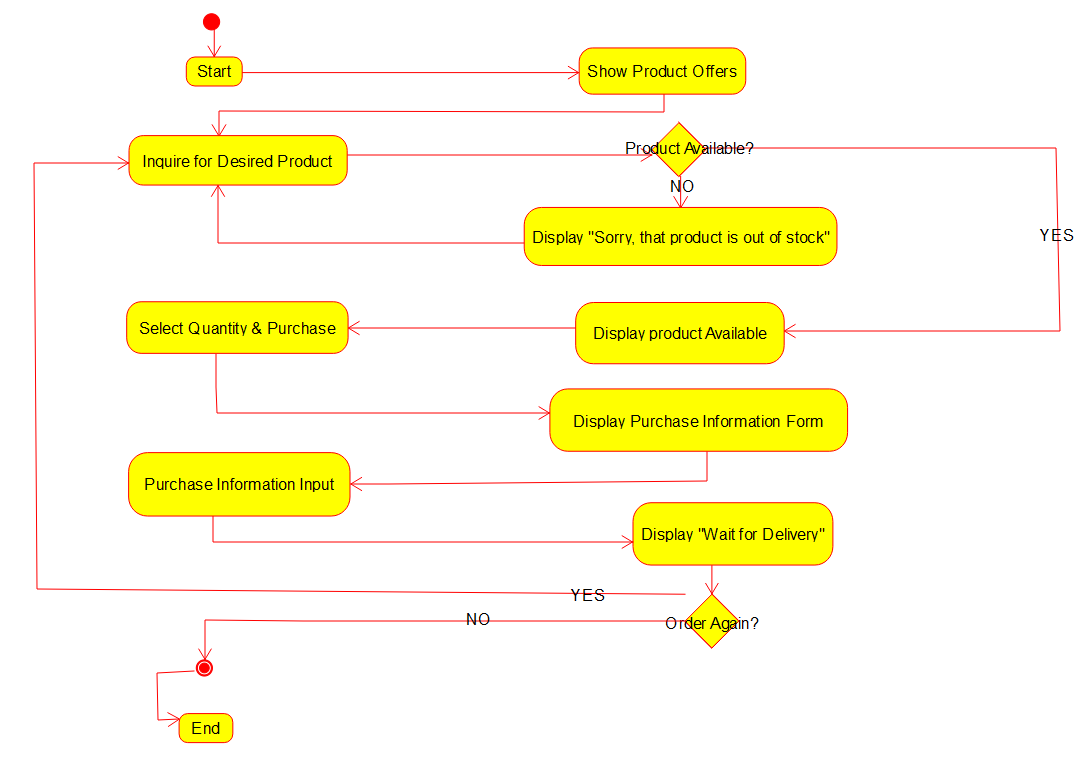 Start
Show Product Offers
Inquire for Desired Product
Product Available?
NO
Display "Sorry, that product is out of stock"
YES
Select Quantity & Purchase
Display product Available
Display Purchase Information Form
Purchase Information Input
Display "Wait for Delivery"
YES
NO
Order Again?
End